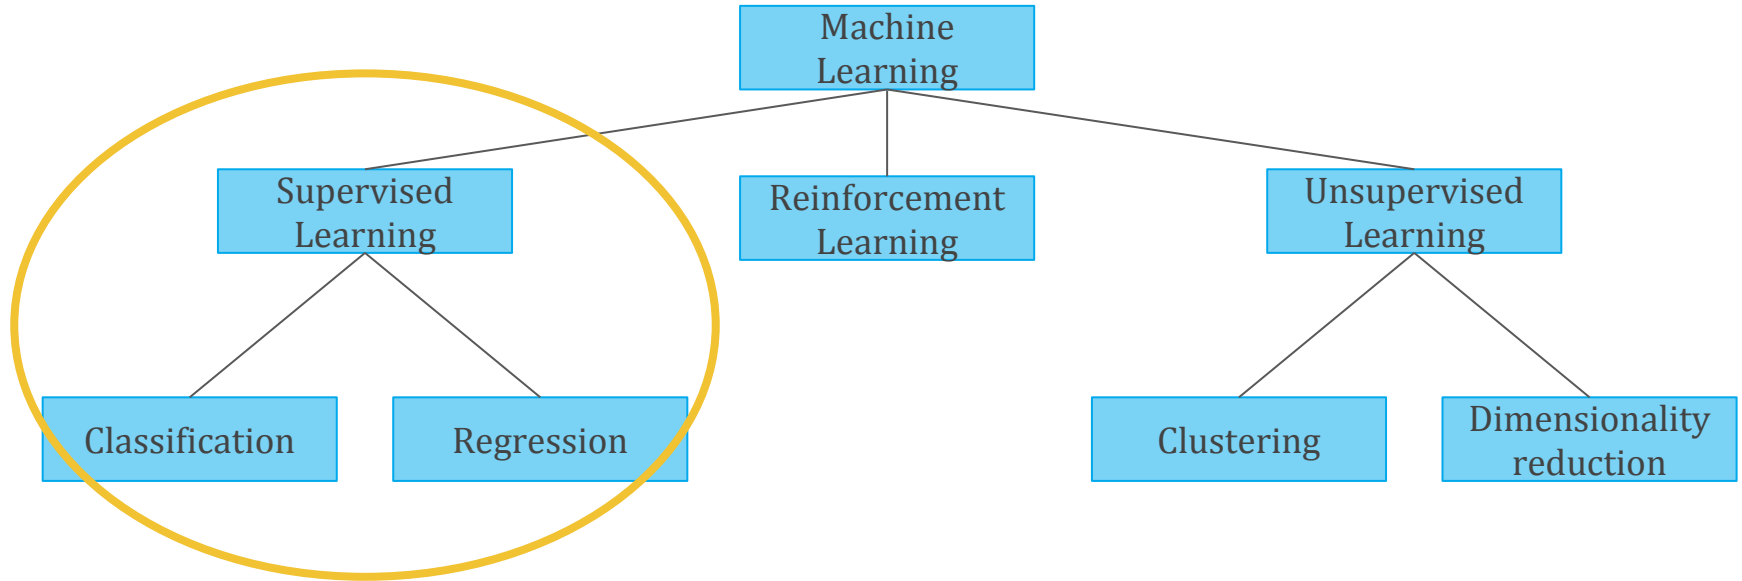 Machine
Learning
Supervised
Learning
Reinforcement
Learning
Unsupervised
Learning
Classification
Regression
Clustering
Dimensionality
reduction